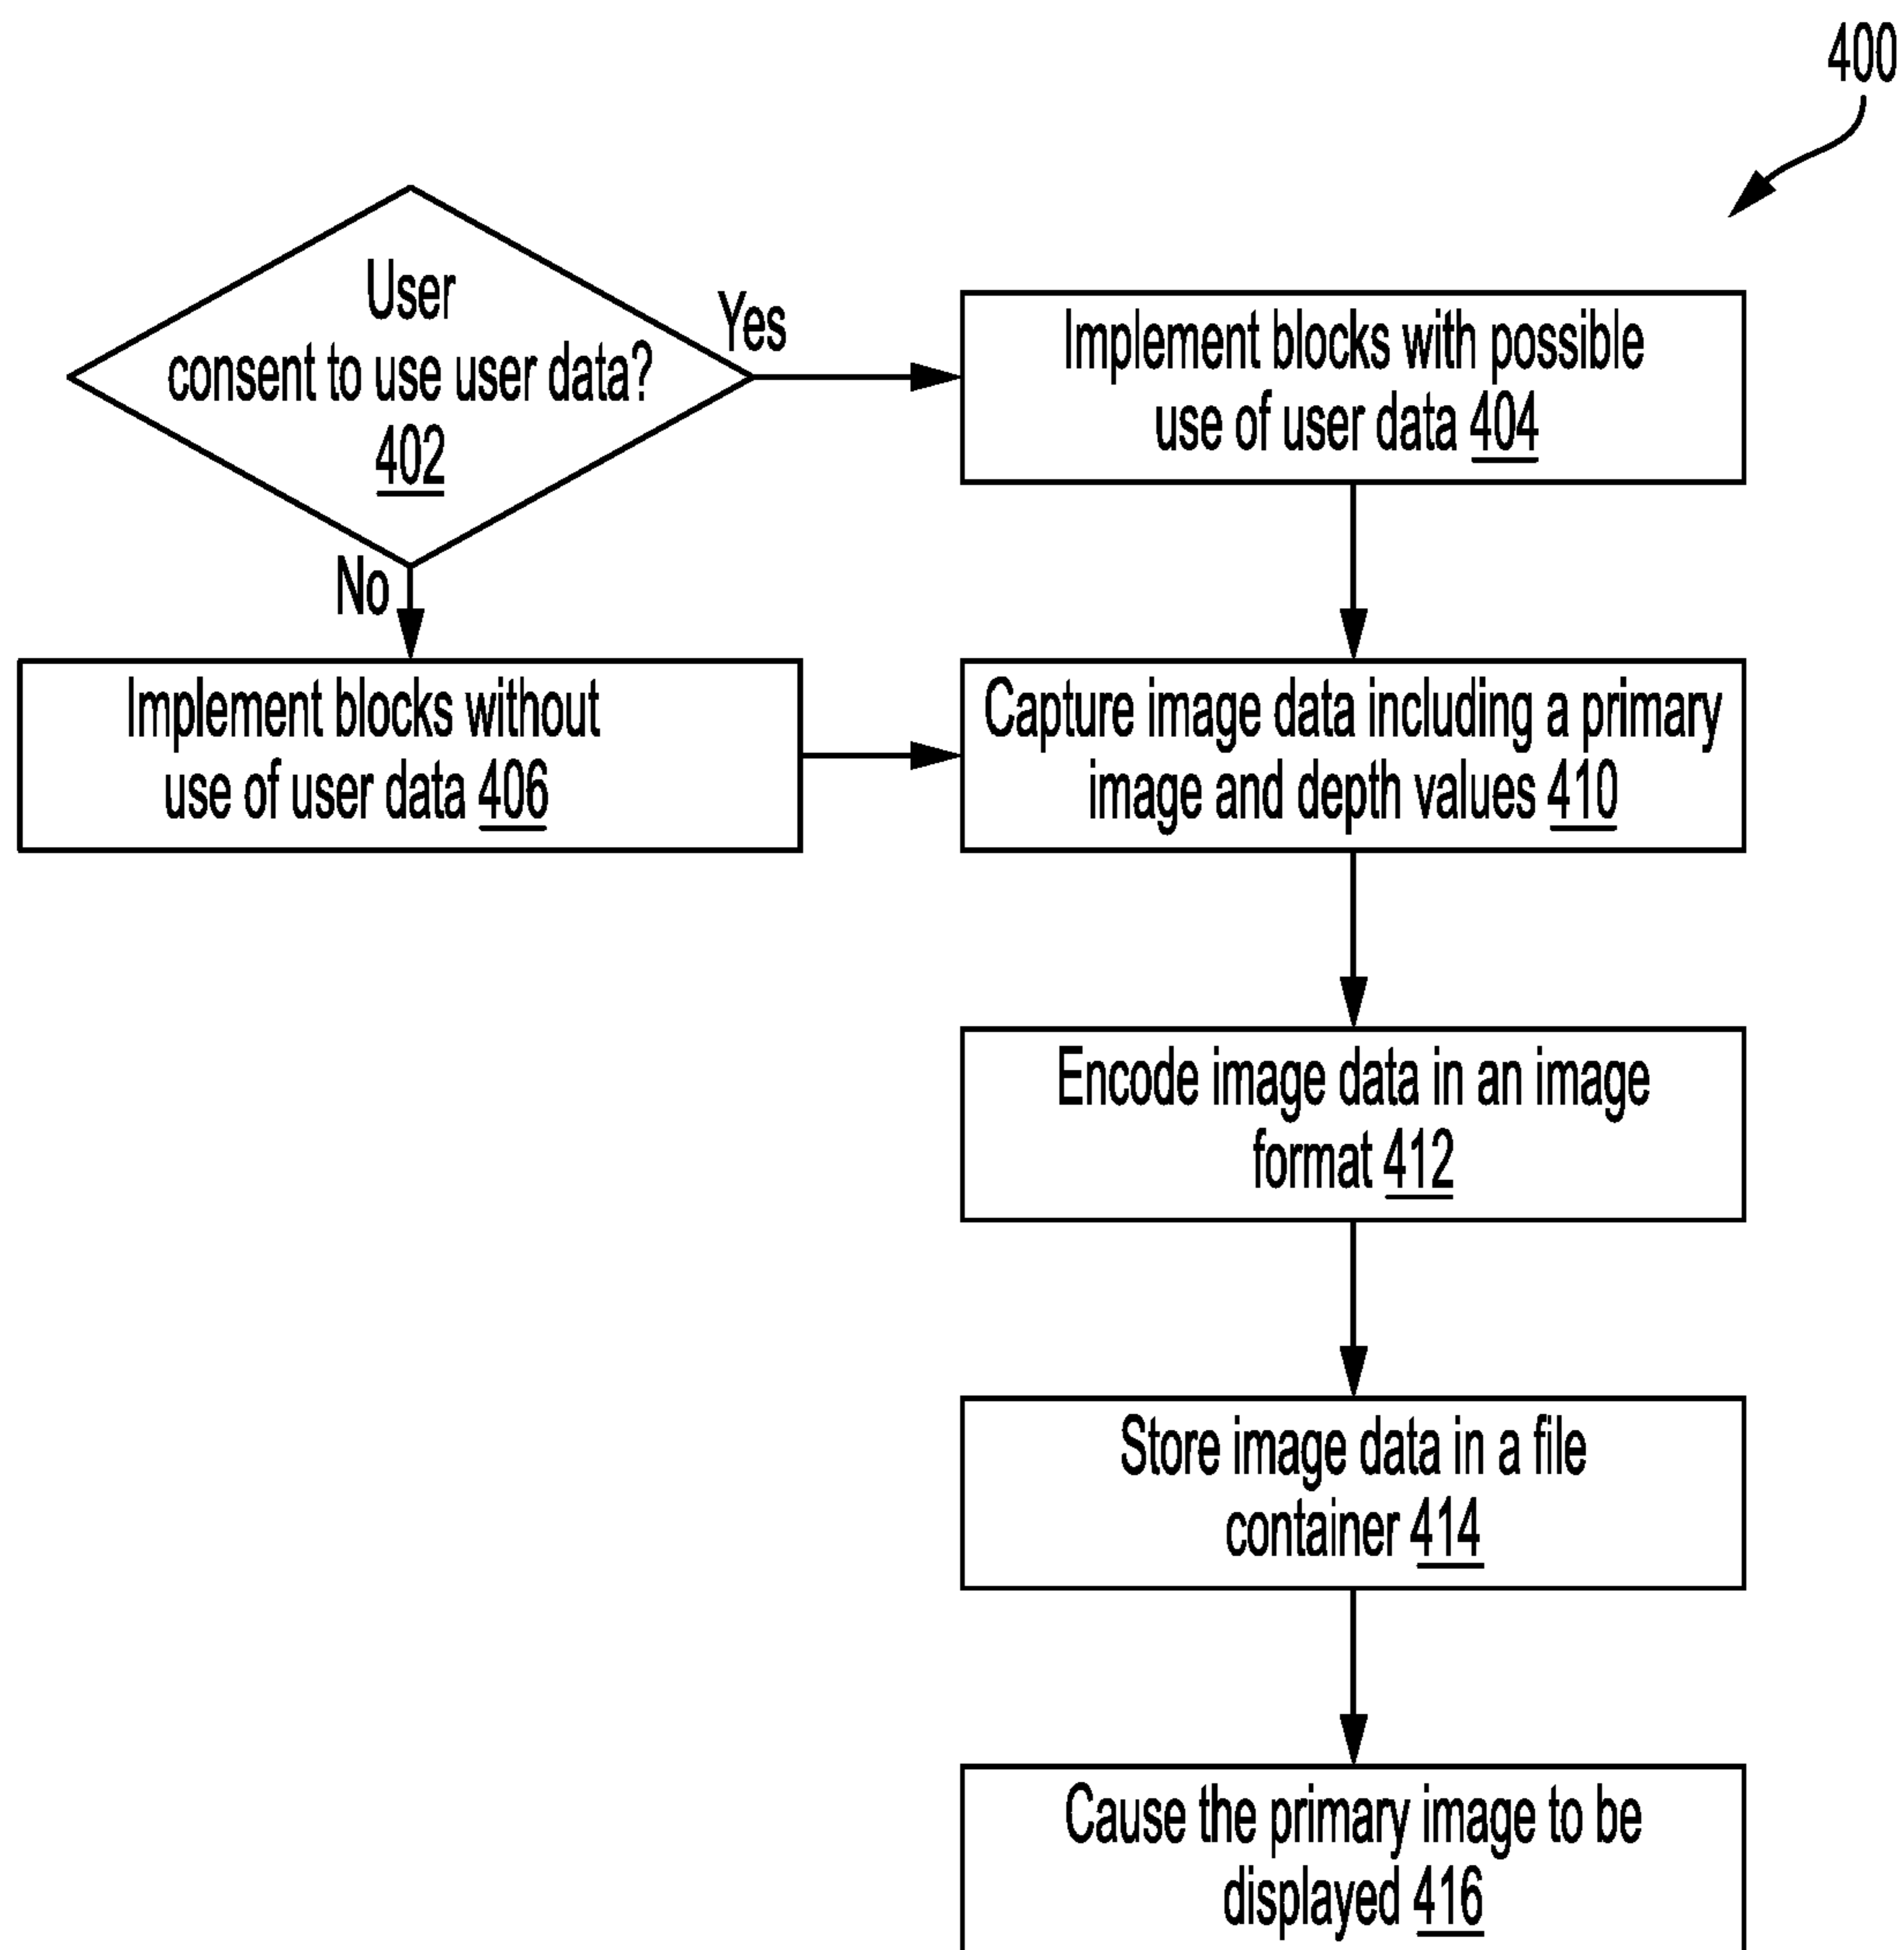 400
User
consent to use user data?
402
Yes
No
Implement blocks with possible
use of user data 404
Implement blocks without
use of user data 406
Capture image data including a primary
image and depth values 410
Encode image data in an image
format 412
Store image data in a file
container 414
Cause the primary image to be
displayed 416